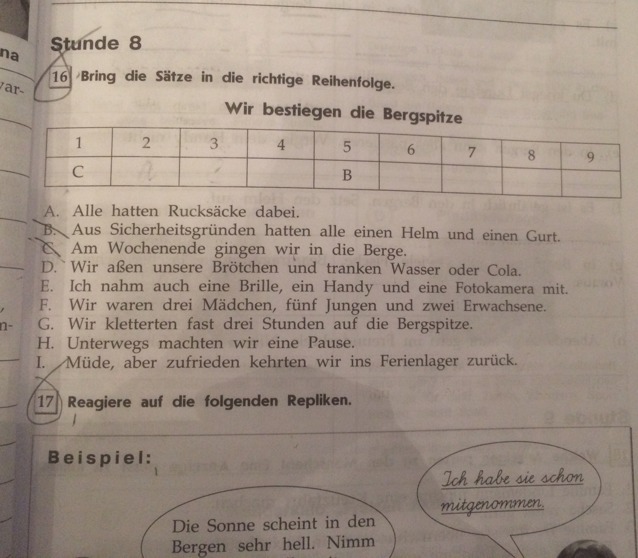 na
var-
n-
Stunde 8
16 Bring die Sätze in die richtige Reihenfolge.
Wir bestiegen die Bergspitze
1 2 3 4 5 6 7 8 9
C B
A. Alle hatten Rucksäcke dabei.
B. Aus Sicherheitsgründen hatten alle einen Helm und einen Gurt.
C. Am Wochenende gingen wir in die Berge.
D. Wir aßen unsere Brötchen und tranken Wasser oder Cola.
E. Ich nahm auch eine Brille, ein Handy und eine Fotokamera mit.
F. Wir waren drei Mädchen, fünf Jungen und zwei Erwachsene.
G. Wir kletterten fast drei Stunden auf die Bergspitze.
H. Unterwegs machten wir eine Pause.
I. Müde, aber zufrieden kehrten wir ins Ferienlager zurück.
17 Reagiere auf die folgenden Repliken.
Beispiel:
Ich habe sie schon
mitgenommen.
Die Sonne scheint in den
Bergen sehr hell. Nimm